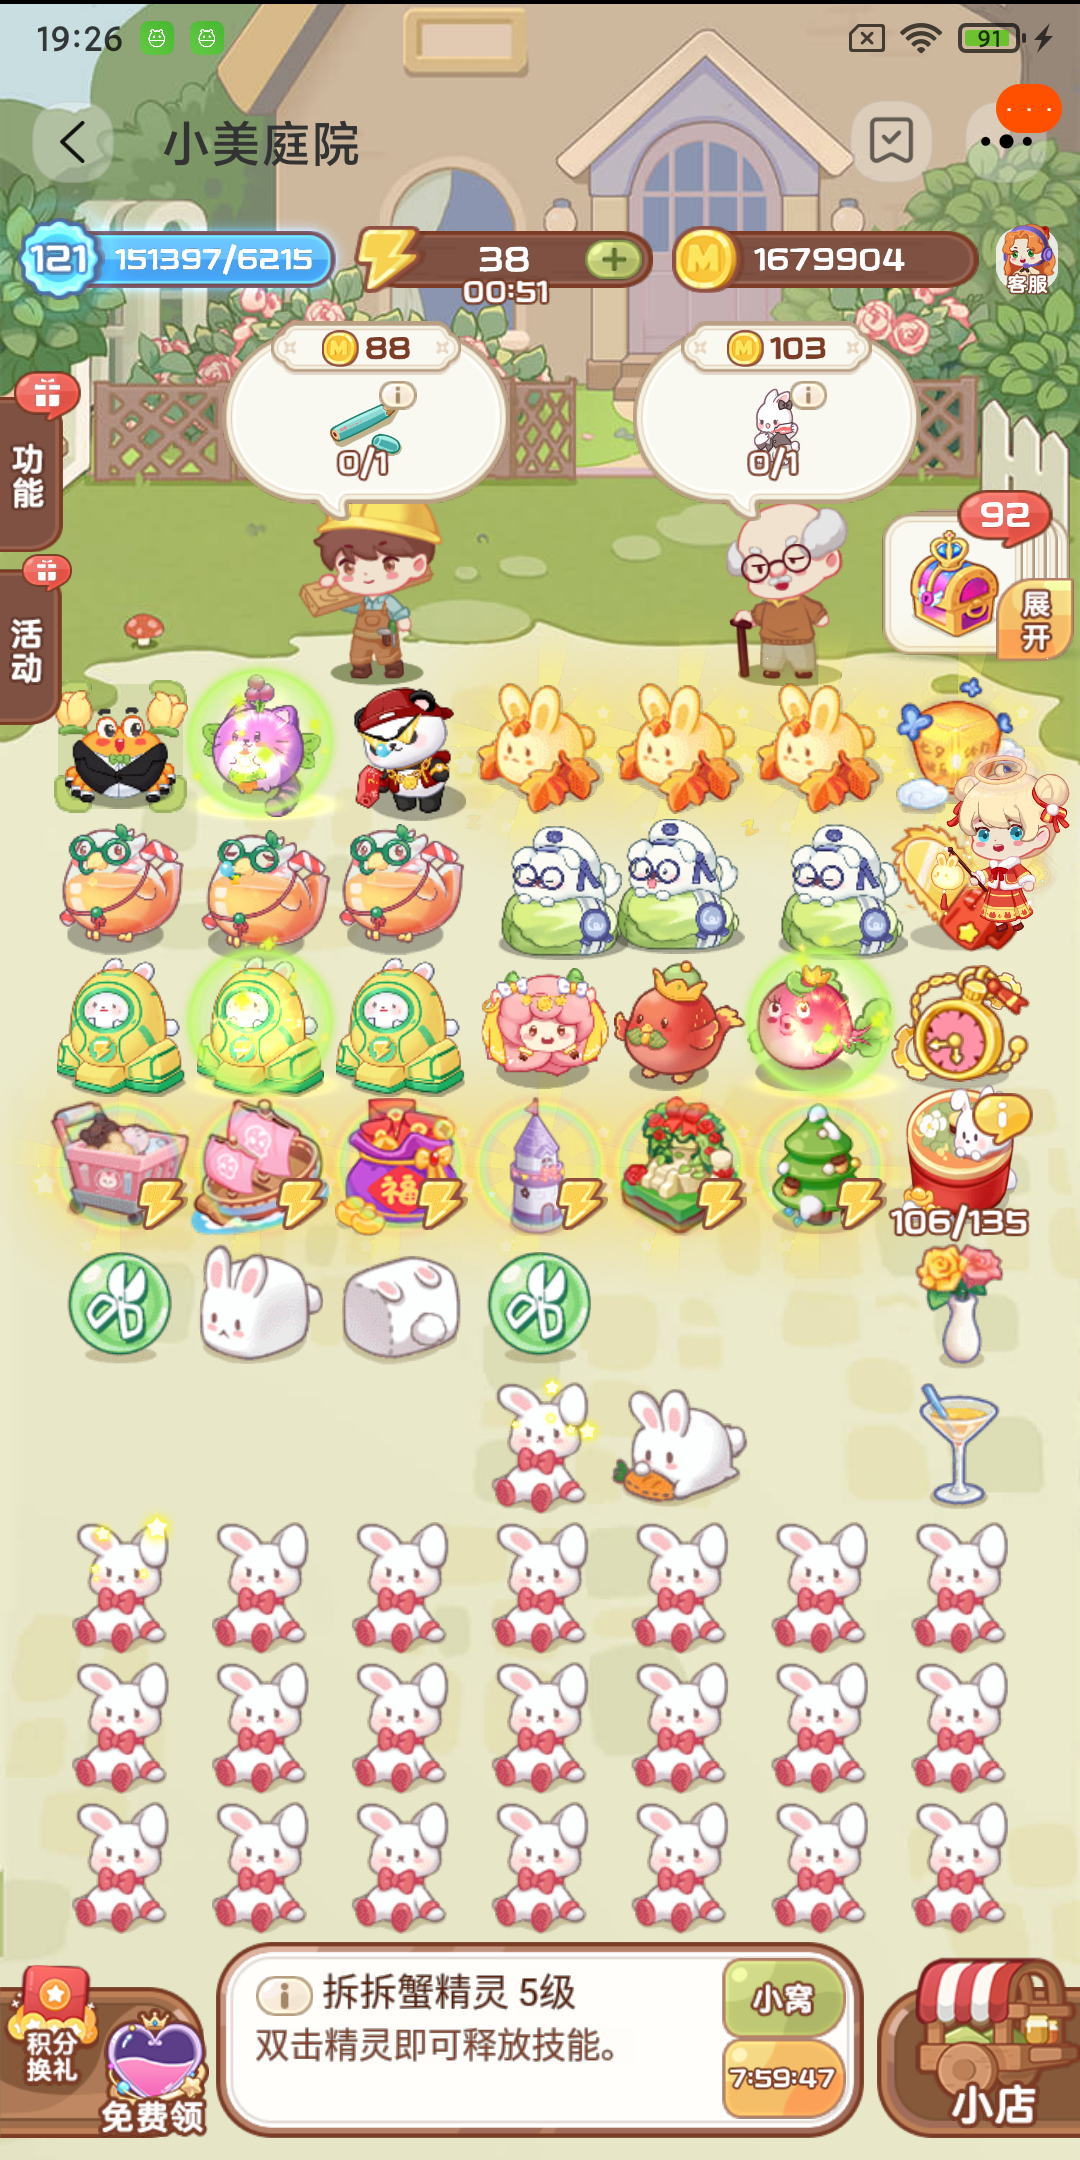 19:26
91
小美庭院
121
151397/6215
38
00:51
M
1679904
客服
M
88
M
103
功能
i
0/1
i
0/1
92
展开
活动
福
i
106/135
i
拆拆蟹精灵 5级
双击精灵即可释放技能。
小窝
7:59:47
积分
换礼
免费领
小店